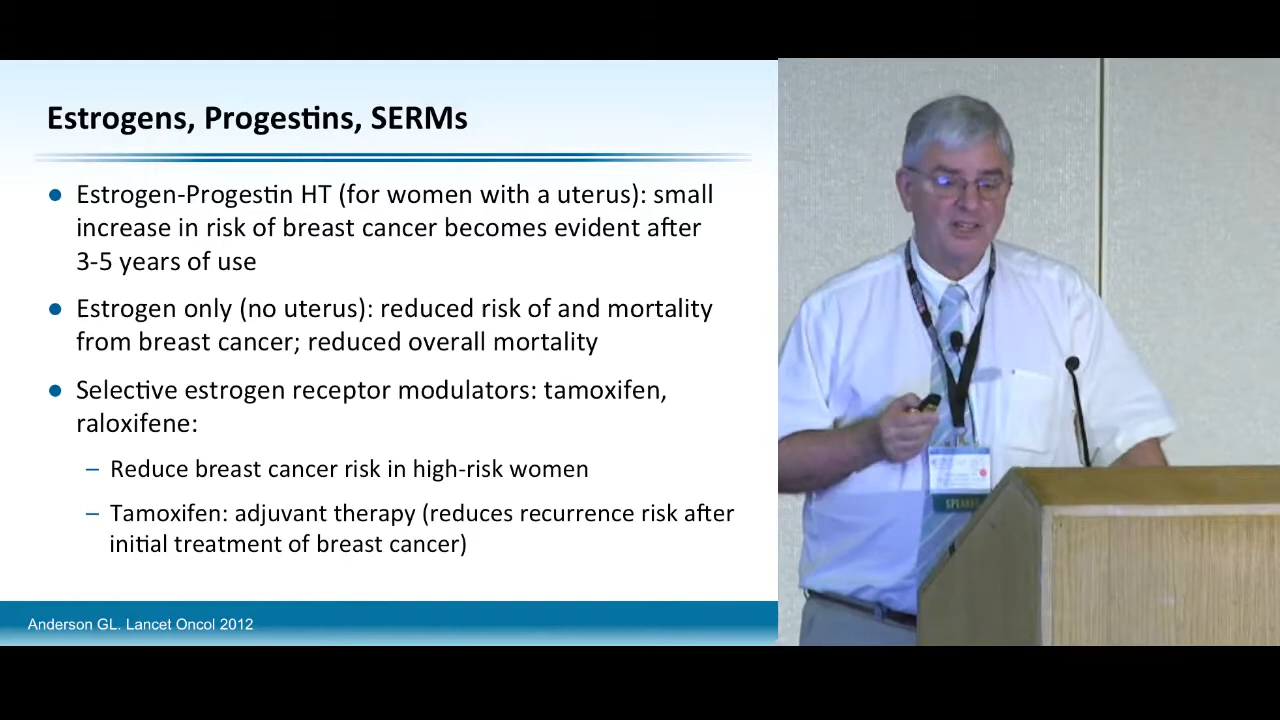 Estrogens, Progestins, SERMs
Estrogen-Progestin HT (for women with a uterus): small
increase in risk of breast cancer becomes evident after
3-5 years of use
Estrogen only (no uterus): reduced risk of and mortality
from breast cancer; reduced overall mortality
Selective estrogen receptor modulators: tamoxifen,
raloxifene:
– Reduce breast cancer risk in high-risk women
– Tamoxifen: adjuvant therapy (reduces recurrence risk after
initial treatment of breast cancer)
Anderson GL. Lancet Oncol 2012